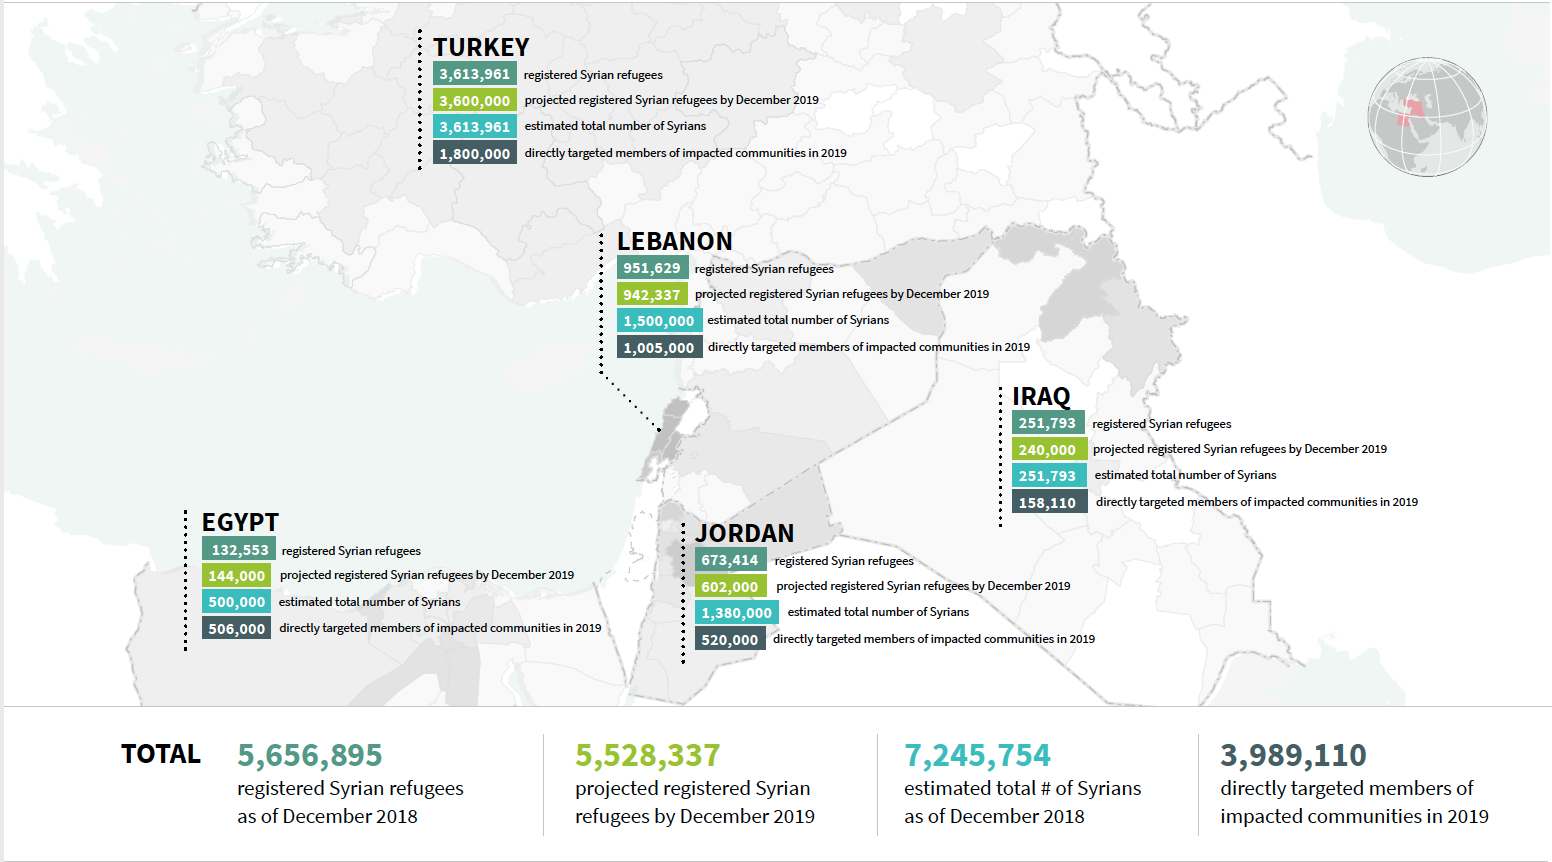 TURKEY
3,613,961 registered Syrian refugees
3,600,000 projected registered Syrian refugees by December 2019
3,613,961 estimated total number of Syrians
1,800,000 directly targeted members of impacted communities in 2019
LEBANON
951,629 registered Syrian refugees
942,337 projected registered Syrian refugees by December 2019
1,500,000 estimated total number of Syrians
1,005,000 directly targeted members of impacted communities in 2019
IRAQ
251,793 registered Syrian refugees
240,000 projected registered Syrian refugees by December 2019
251,793 estimated total number of Syrians
158,110 directly targeted members of impacted communities in 2019
EGYPT
132,553 registered Syrian refugees
144,000 projected registered Syrian refugees by December 2019
500,000 estimated total number of Syrians
506,000 directly targeted members of impacted communities in 2019
JORDAN
673,414 registered Syrian refugees
602,000 projected registered Syrian refugees by December 2019
1,380,000 estimated total number of Syrians
520,000 directly targeted members of impacted communities in 2019
TOTAL
5,656,895
registered Syrian refugees
as of December 2018
5,528,337
projected registered Syrian
refugees by December 2019
7,245,754
estimated total # of Syrians
as of December 2018
3,989,110
directly targeted members of
impacted communities in 2019